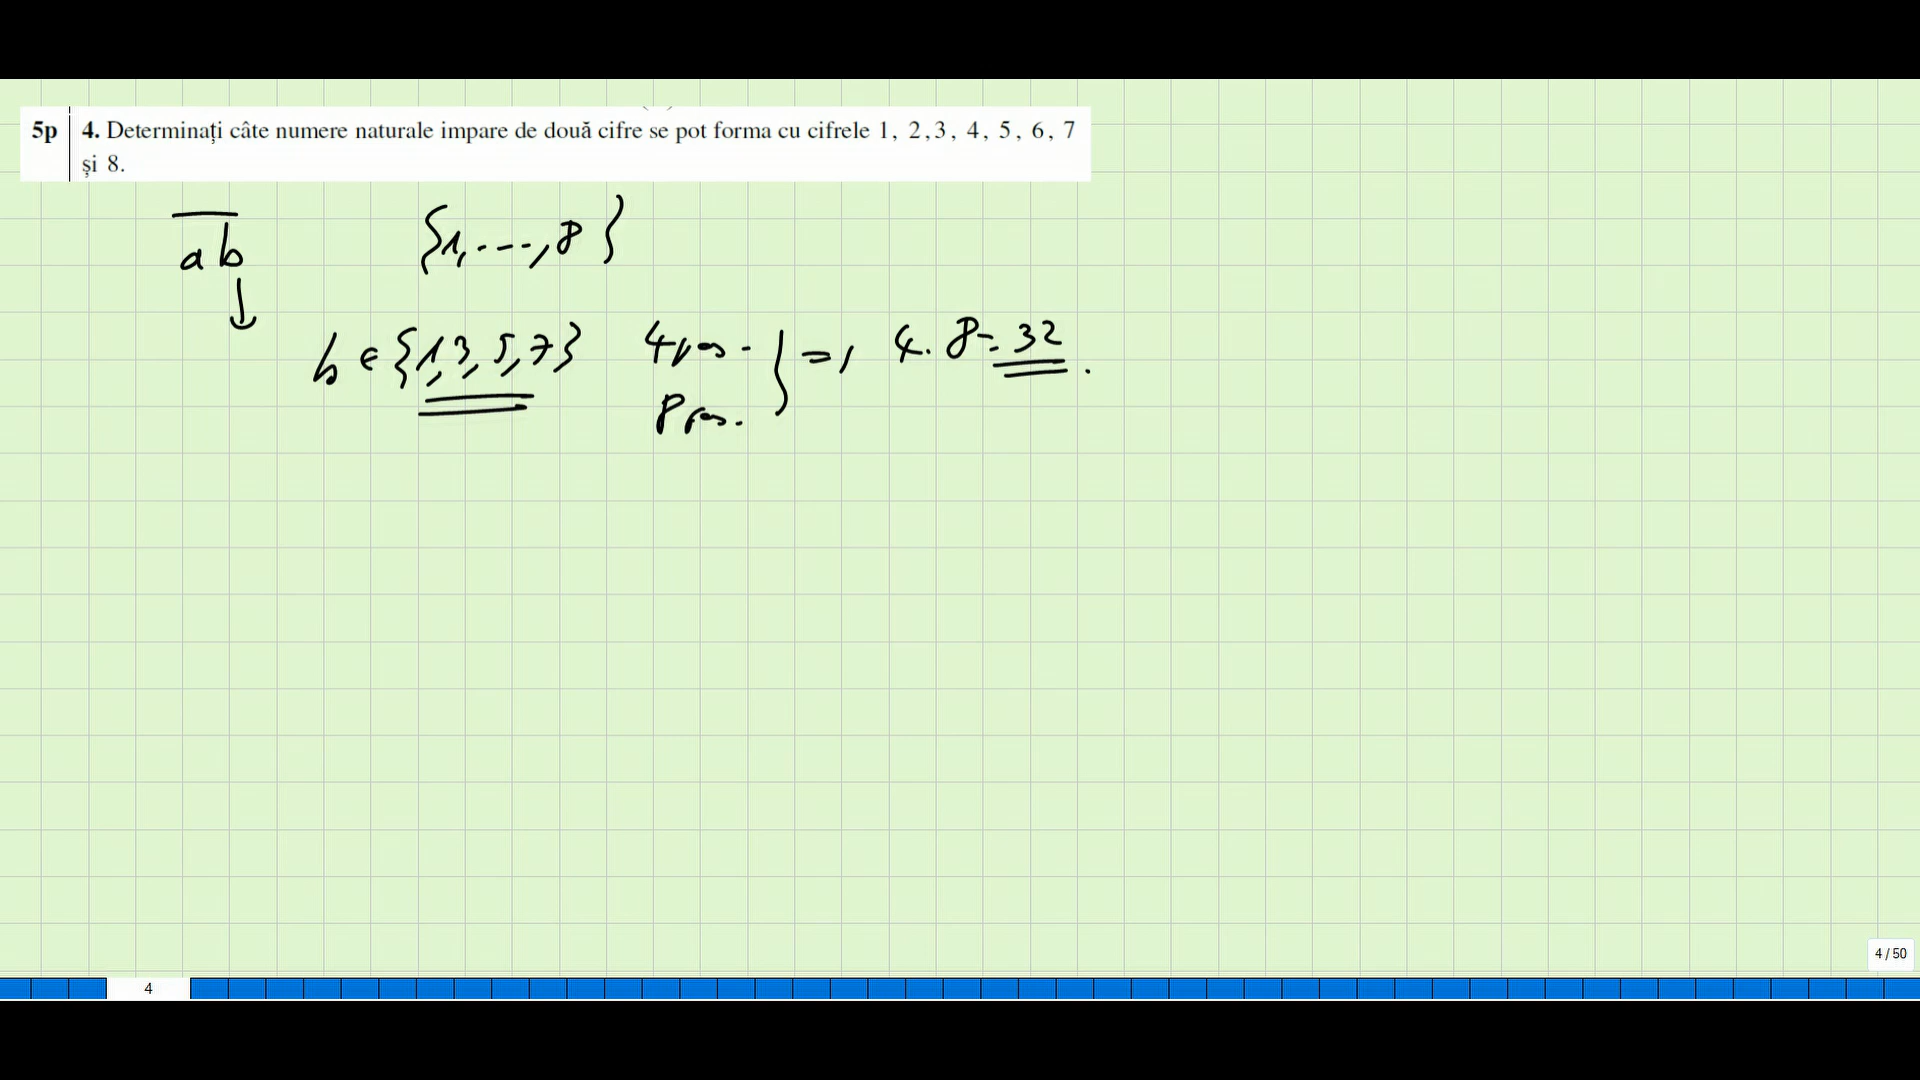 5p 4. Determinați câte numere naturale impare de două cifre se pot forma cu cifrele 1, 2,3, 4, 5, 6, 7
și 8.
ab {1,---,8}
↓
b ∈ {1,3,5,7} 4 pos. } => 4. 8 = 32.
8 pos.
4 / 50
4